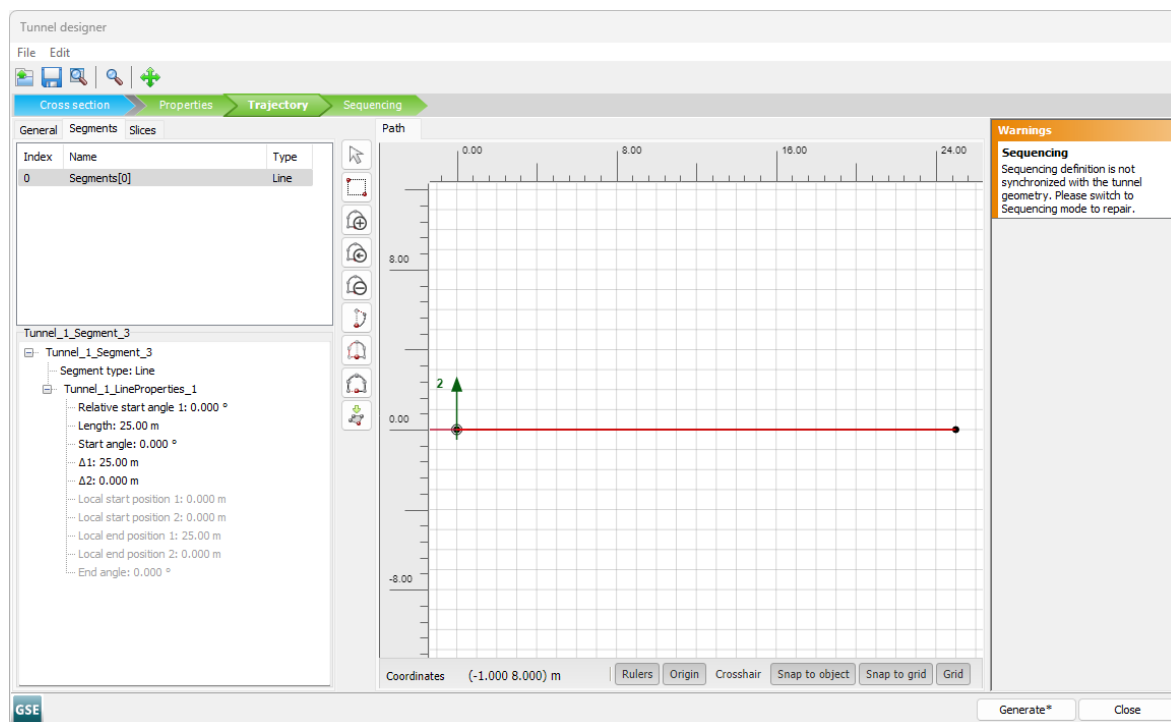 Tunnel designer
File Edit
Cross section Properties Trajectory Sequencing
General Segments Slices
Index Name Type
0 Segments[0] Line
Tunnel_1_Segment_3
Tunnel_1_Segment_3
Segment type: Line
Tunnel_1_LineProperties_1
Relative start angle 1: 0.000 °
Length: 25.00 m
Start angle: 0.000 °
Δ1: 25.00 m
Δ2: 0.000 m
Local start position 1: 0.000 m
Local start position 2: 0.000 m
Local end position 1: 25.00 m
Local end position 2: 0.000 m
End angle: 0.000 °
Path
0.00 8.00 16.00 24.00
8.00
2
0.00
-8.00
Coordinates (-1.000 8.000) m Rulers Origin Crosshair Snap to object Snap to grid Grid
Warnings
Sequencing
Sequencing definition is not
synchronized with the tunnel
geometry. Please switch to
Sequencing mode to repair.
GSE
Generate* Close